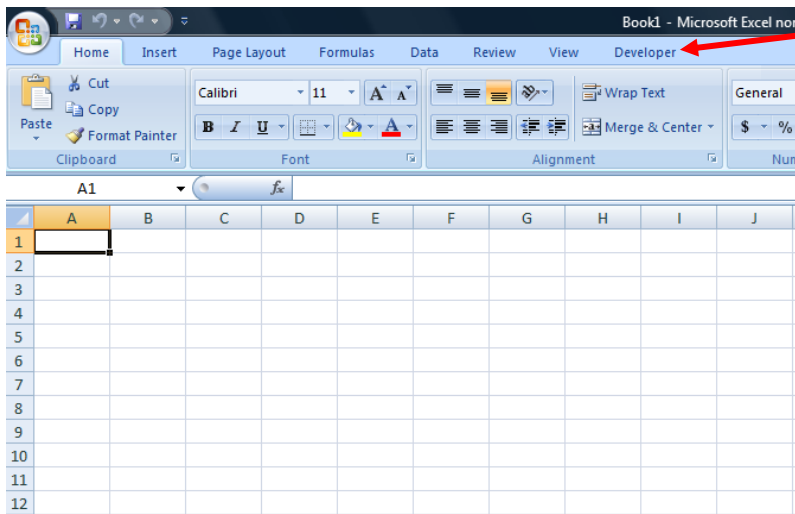 Book1 - Microsoft Excel non
Home Insert Page Layout Formulas Data Review View Developer
Cut
Copy
Paste
Format Painter
Clipboard
Calibri 11 A A
B I U A
Font
Wrap Text
Merge & Center
Alignment
General
$ %
Num
A1 fx
A B C D E F G H I J
1
2
3
4
5
6
7
8
9
10
11
12